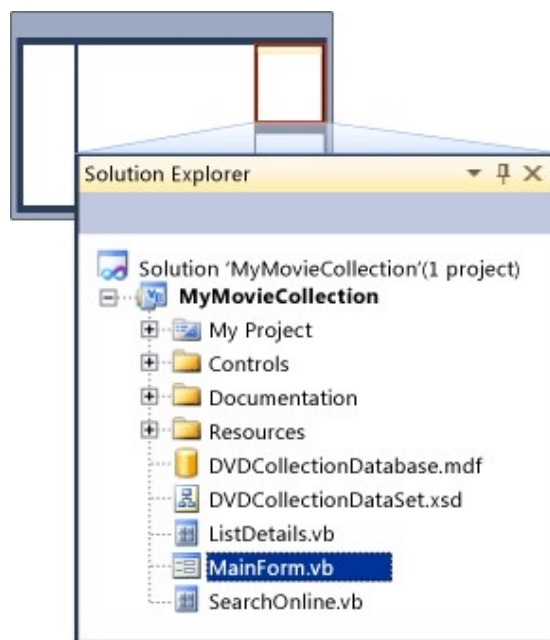 Solution Explorer
Solution ‘MyMovieCollection’(1 project)
MyMovieCollection
My Project
Controls
Documentation
Resources
DVDCollectionDatabase.mdf
DVDCollectionDataSet.xsd
ListDetails.vb
MainForm.vb
SearchOnline.vb